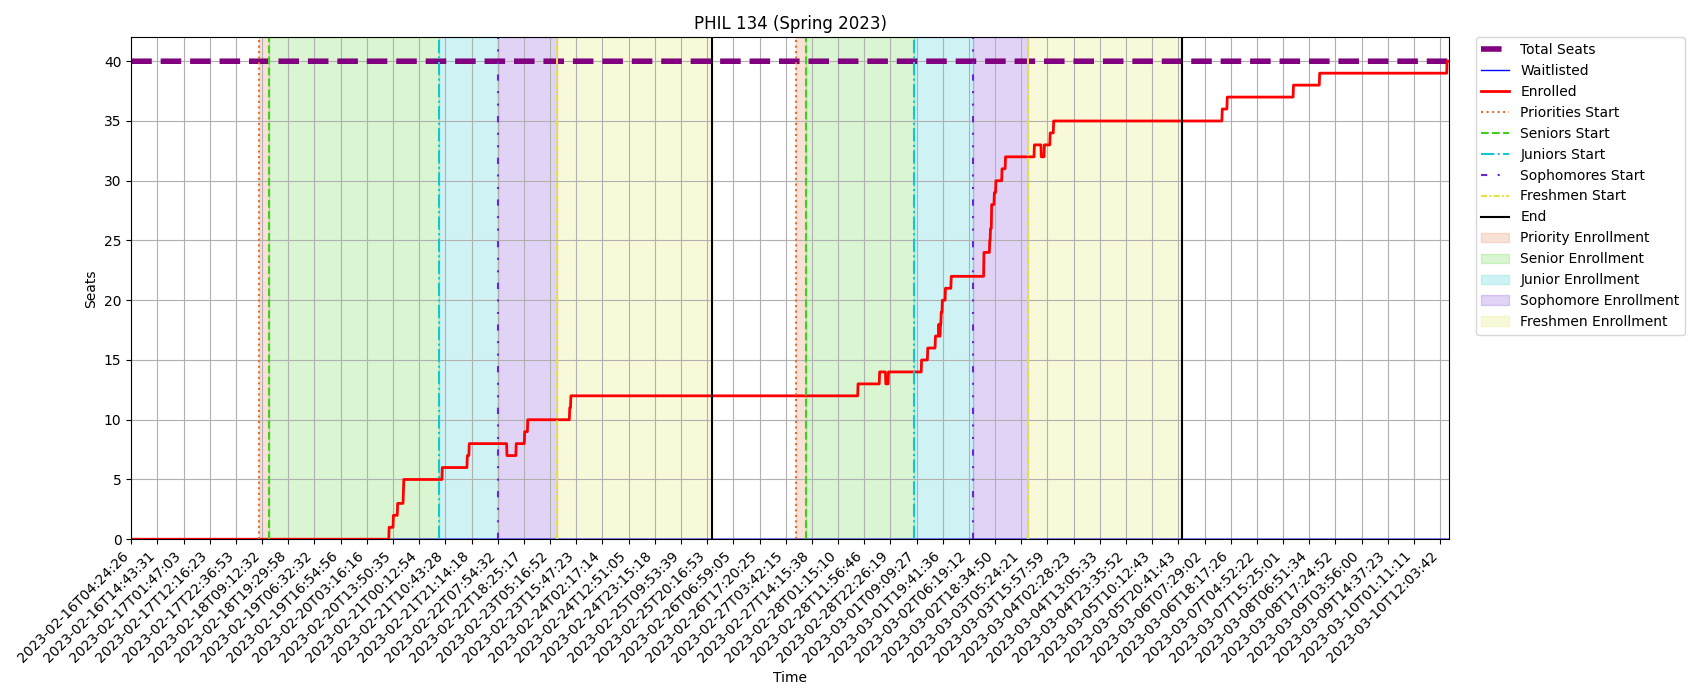 PHIL 134 (Spring 2023)
Seats
40
35
30
25
20
15
10
5
0
2023-02-16T04:24:26
2023-02-16T14:43:31
2023-02-17T01:47:03
2023-02-17T12:16:23
2023-02-17T22:36:53
2023-02-18T09:12:32
2023-02-18T19:29:58
2023-02-19T06:32:32
2023-02-19T16:54:56
2023-02-20T03:16:16
2023-02-20T13:50:35
2023-02-21T00:12:54
2023-02-21T10:43:28
2023-02-21T21:14:18
2023-02-22T07:54:32
2023-02-22T18:25:17
2023-02-23T05:16:52
2023-02-23T15:47:23
2023-02-24T02:17:14
2023-02-24T12:51:05
2023-02-24T23:15:18
2023-02-25T09:53:39
2023-02-25T20:16:53
2023-02-26T06:59:05
2023-02-26T17:20:25
2023-02-27T03:42:15
2023-02-27T14:15:38
2023-02-28T01:15:10
2023-02-28T11:56:46
2023-02-28T22:26:19
2023-03-01T09:09:27
2023-03-01T19:41:36
2023-03-02T06:19:12
2023-03-02T18:34:50
2023-03-03T05:24:21
2023-03-03T15:57:59
2023-03-04T02:28:23
2023-03-04T13:05:33
2023-03-04T23:35:52
2023-03-05T10:12:43
2023-03-05T20:41:43
2023-03-06T07:29:02
2023-03-06T18:17:26
2023-03-07T04:52:22
2023-03-07T15:25:01
2023-03-08T06:51:34
2023-03-08T17:24:52
2023-03-09T03:56:00
2023-03-09T14:37:23
2023-03-10T01:11:11
2023-03-10T12:03:42
Time
Total Seats
Waitlisted
Enrolled
Priorities Start
Seniors Start
Juniors Start
Sophomores Start
Freshmen Start
End
Priority Enrollment
Senior Enrollment
Junior Enrollment
Sophomore Enrollment
Freshmen Enrollment